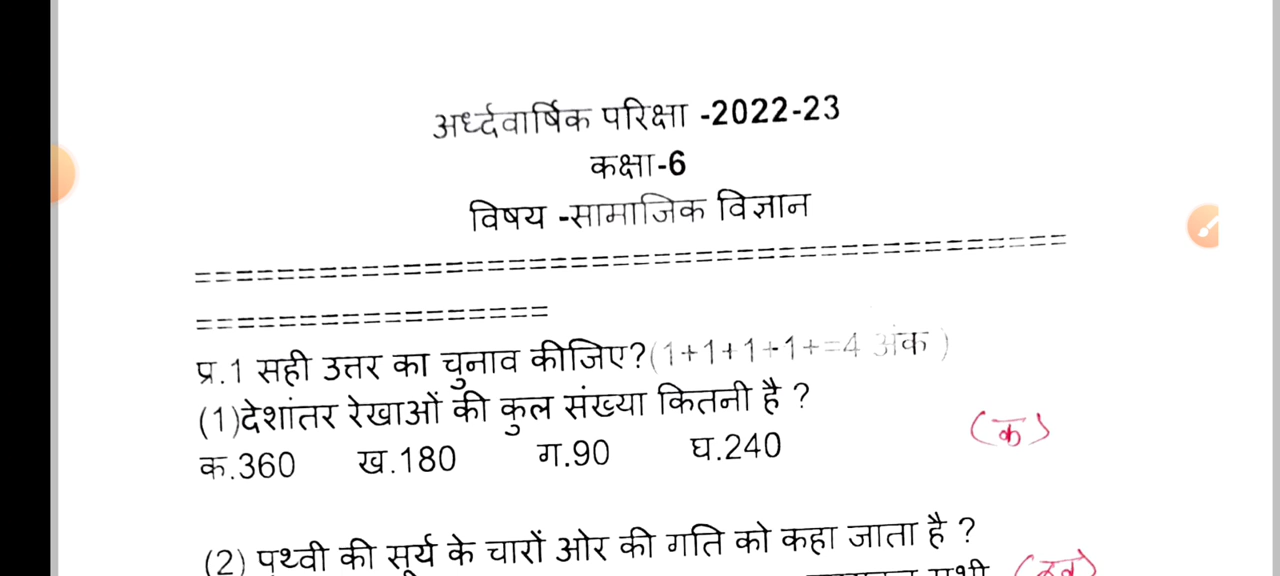 अर्ध्दवार्षिक परिक्षा -2022-23
कक्षा-6
विषय -सामाजिक विज्ञान
==========================================
=================
प्र.1 सही उत्तर का चुनाव कीजिए?(1+1+1+1+=4 अंक )
(1)देशांतर रेखाओं की कुल संख्या कितनी है ?
(क)
क.360 ख.180 ग.90 घ.240
(2) पृथ्वी की सूर्य के चारों ओर की गति को कहा जाता है ?